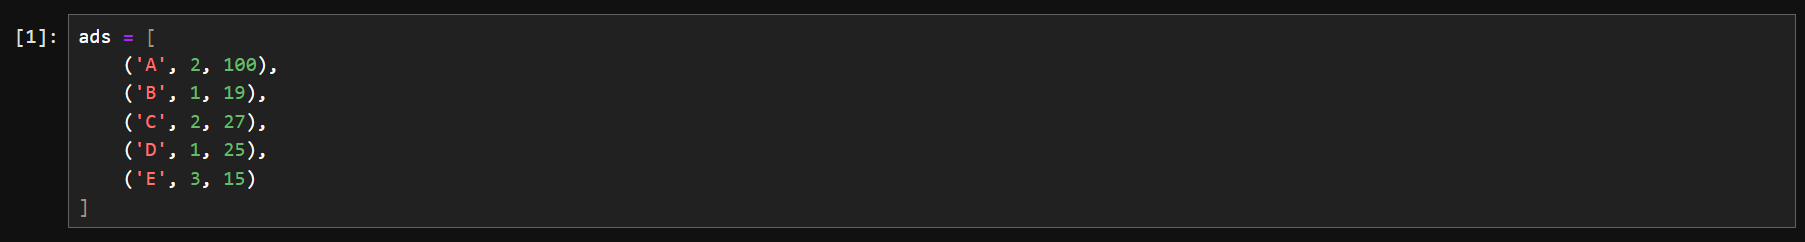 [1]: ads = [
    ('A', 2, 100),
    ('B', 1, 19),
    ('C', 2, 27),
    ('D', 1, 25),
    ('E', 3, 15)
]